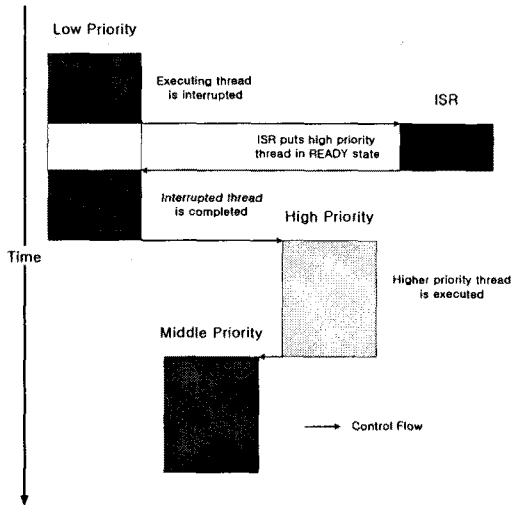 Low Priority
Executing thread
is interrupted
ISR
ISR puts high priority
thread in READY state
Interrupted thread
is completed
High Priority
Time
Higher priority thread
is executed
Middle Priority
Control Flow